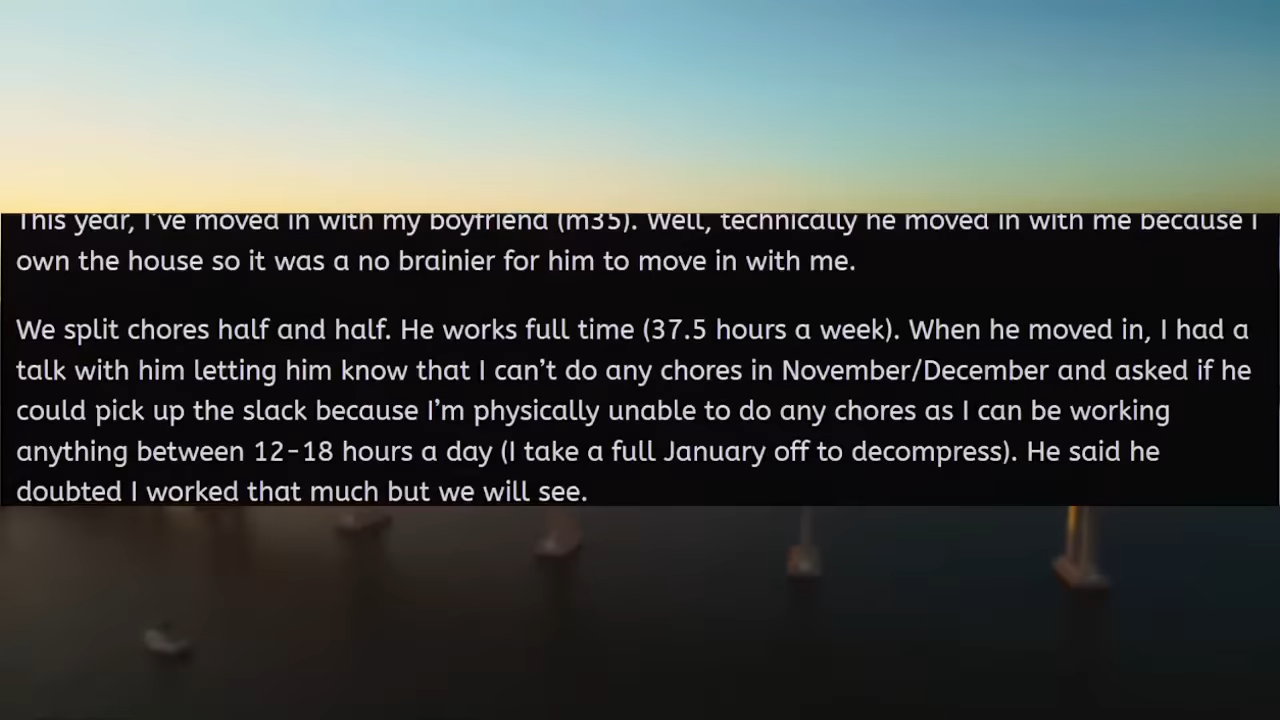 This year, I've moved in with my boyfriend (m35). Well, technically he moved in with me because I
own the house so it was a no brainier for him to move in with me.
We split chores half and half. He works full time (37.5 hours a week). When he moved in, I had a
talk with him letting him know that I can't do any chores in November/December and asked if he
could pick up the slack because I'm physically unable to do any chores as I can be working
anything between 12-18 hours a day (I take a full January off to decompress). He said he
doubted I worked that much but we will see.